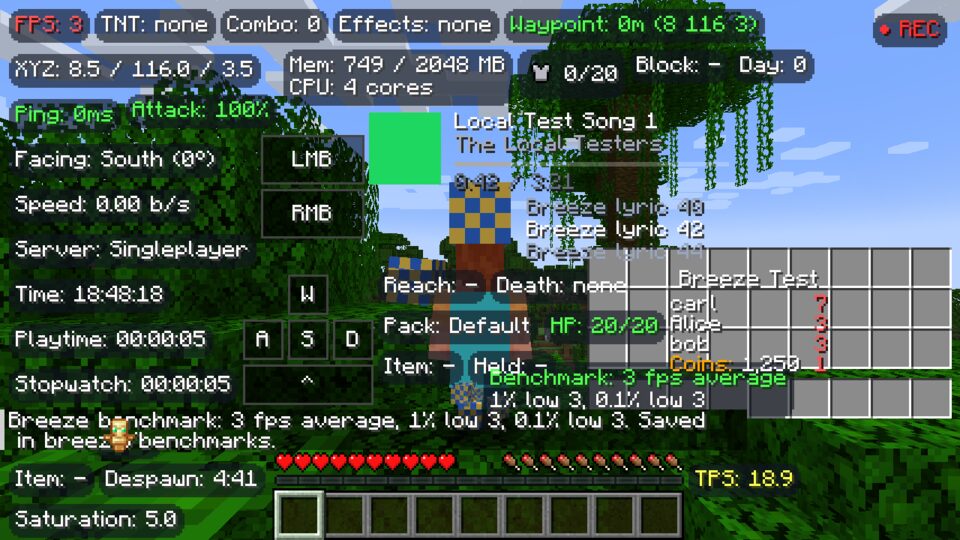 FPS: 3 TNT: none Combo: 0 Effects: none Waypoint: 0m (8 116 3) REC
XYZ: 8.5 / 116.0 / 3.5 Mem: 749 / 2048 MB 0/20 Block: - Day: 0
CPU: 4 cores
Ping: 0ms Attack: 100%
Local Test Song 1
The Local Testers
Facing: South (0°) LMB
0:42 3:31
Speed: 0.00 b/s RMB
Breeze lyric 40
Breeze lyric 42
Breeze lyric 44
Server: Singleplayer
Breeze Test
Reach: - Death: none
Time: 18:48:18 W
carl 7
Alice 3
bob 3
Coins: 1,250 1
Pack: Default HP: 20/20
Playtime: 00:00:05 A S D
Item: - Held: -
Stopwatch: 00:00:05 ^
Benchmark: 3 fps average
1% low 3, 0.1% low 3
Breeze benchmark: 3 fps average, 1% low 3, 0.1% low 3. Saved
in breeze benchmarks.
Item: - Despawn: 4:41 TPS: 18.9
Saturation: 5.0